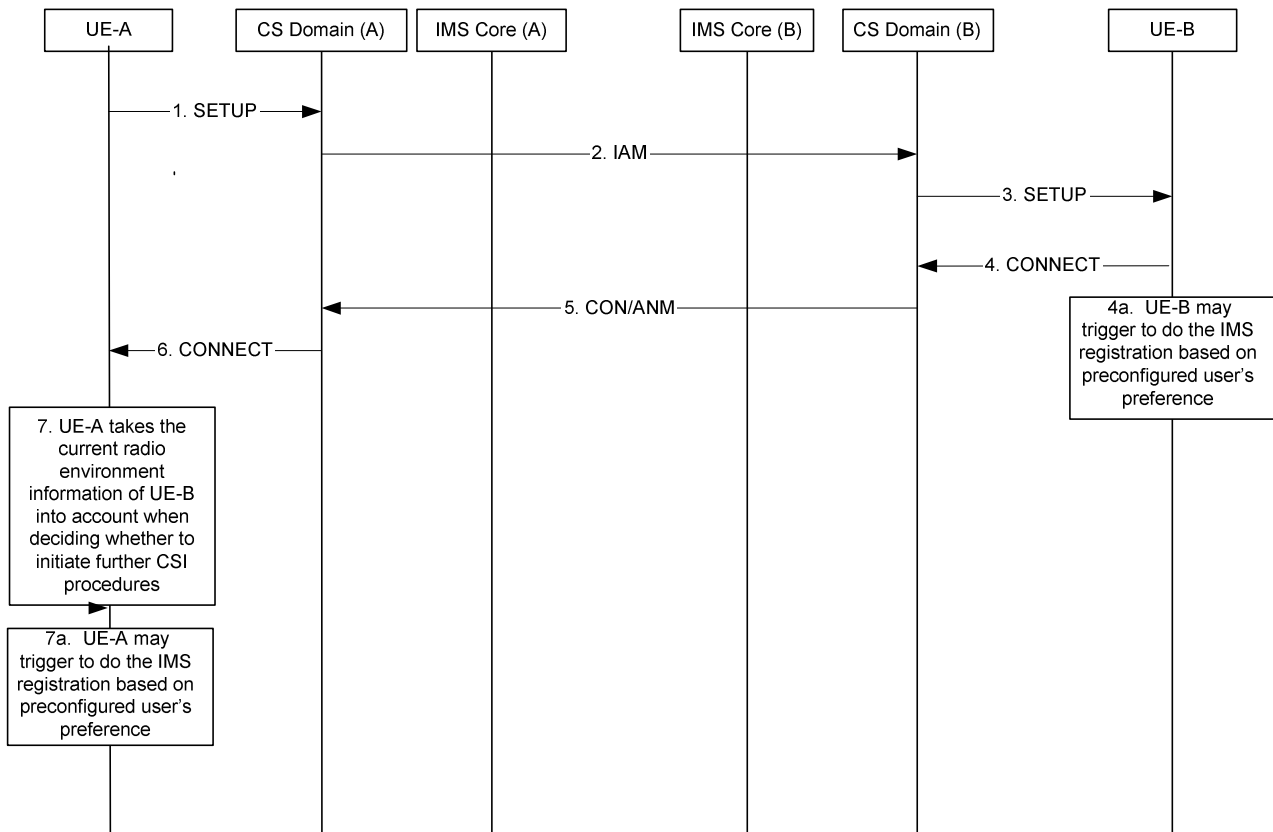 UE-A
CS Domain (A)
IMS Core (A)
IMS Core (B)
CS Domain (B)
UE-B
1. SETUP
2. IAM
3. SETUP
4. CONNECT
5. CON/ANM
4a. UE-B may
trigger to do the IMS
registration based on
preconfigured user's
preference
6. CONNECT
7. UE-A takes the
current radio
environment
information of UE-B
into account when
deciding whether to
initiate further CSI
procedures
7a. UE-A may
trigger to do the IMS
registration based on
preconfigured user's
preference